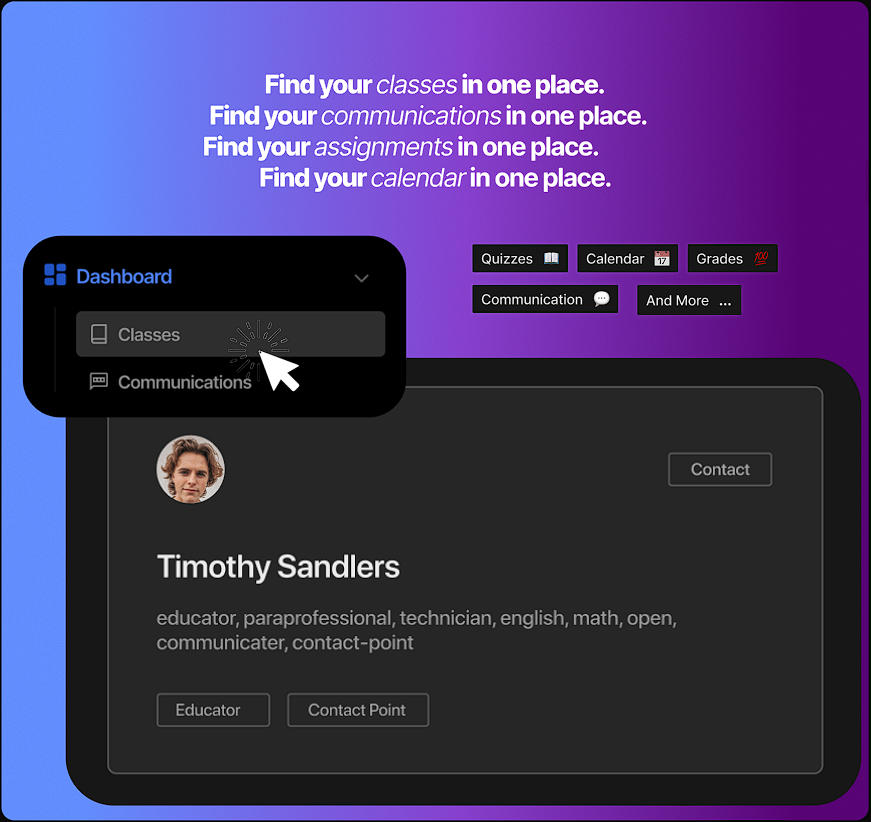 Find your classes in one place.
Find your communications in one place.
Find your assignments in one place.
Find your calendar in one place.
Dashboard
Classes
Communications
Quizzes 📖
Calendar 📅
Grades 💯
Communication 💬
And More ...
Contact
Timothy Sandlers
educator, paraprofessional, technician, english, math, open,
communicater, contact-point
Educator
Contact Point